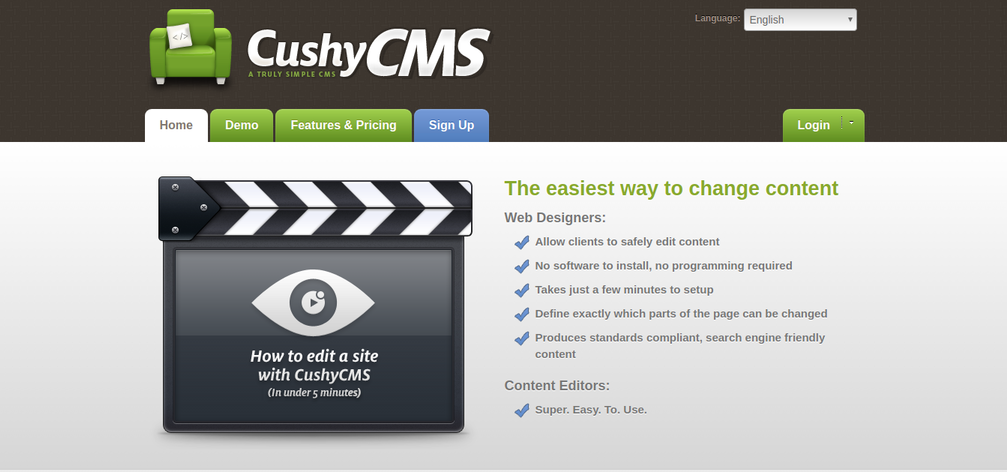 Language: English
</>
CushyCMS
A TRULY SIMPLE CMS
Home Demo Features & Pricing Sign Up Login
The easiest way to change content
Web Designers:
Allow clients to safely edit content
No software to install, no programming required
Takes just a few minutes to setup
Define exactly which parts of the page can be changed
Produces standards compliant, search engine friendly
content
Content Editors:
Super. Easy. To. Use.
How to edit a site
with CushyCMS
(In under 5 minutes)